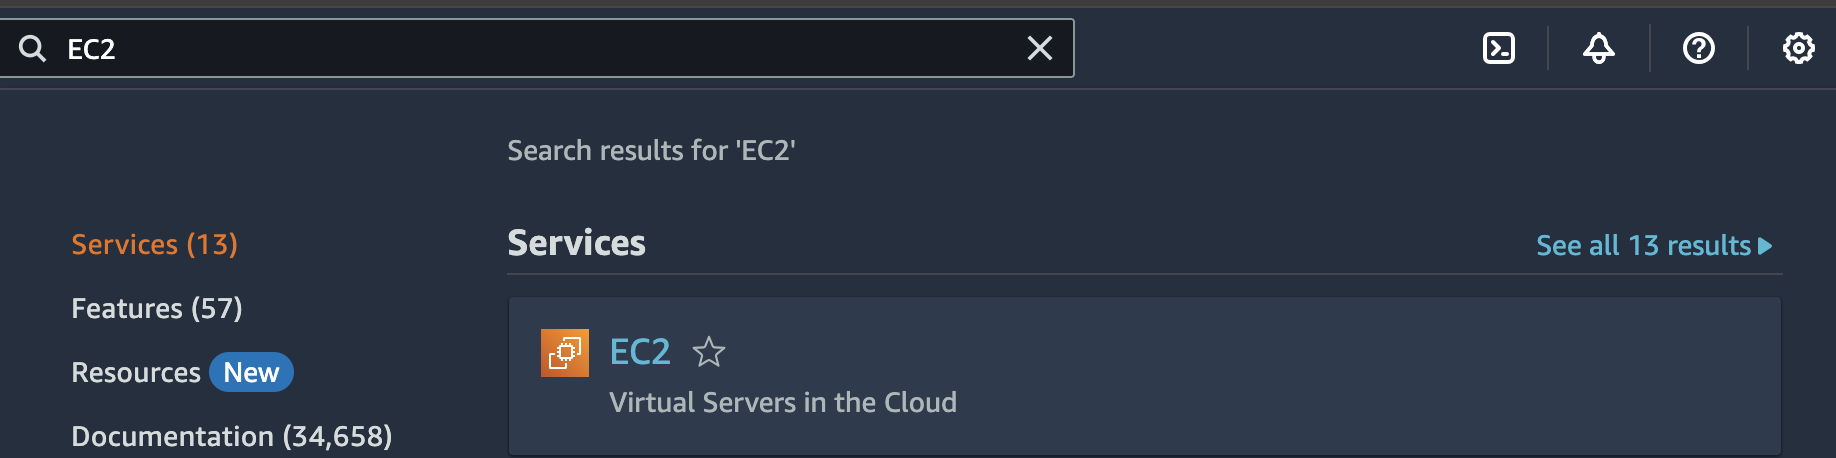 EC2
Search results for 'EC2'
Services (13)
Features (57)
Resources New
Documentation (34,658)
Services
See all 13 results
EC2
Virtual Servers in the Cloud